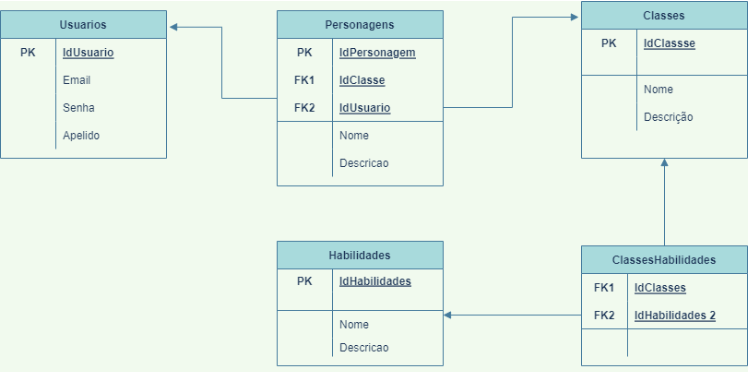 Usuarios
PK IdUsuario
Email
Senha
Apelido
Personagens
PK IdPersonagem
FK1 IdClasse
FK2 IdUsuario
Nome
Descricao
Classes
PK IdClassse
Nome
Descrição
Habilidades
PK IdHabilidades
Nome
Descricao
ClassesHabilidades
FK1 IdClasses
FK2 IdHabilidades 2